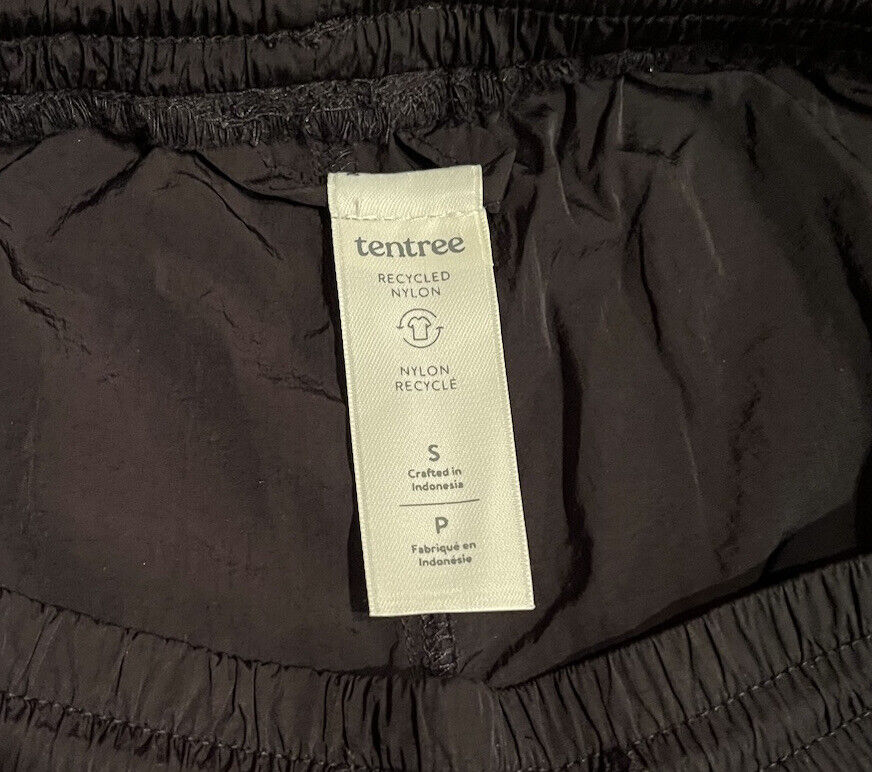 tentree
RECYCLED
NYLON
NYLON
RECYCLÉ
S
Crafted in
Indonesia
P
Fabriqué en
Indonésie